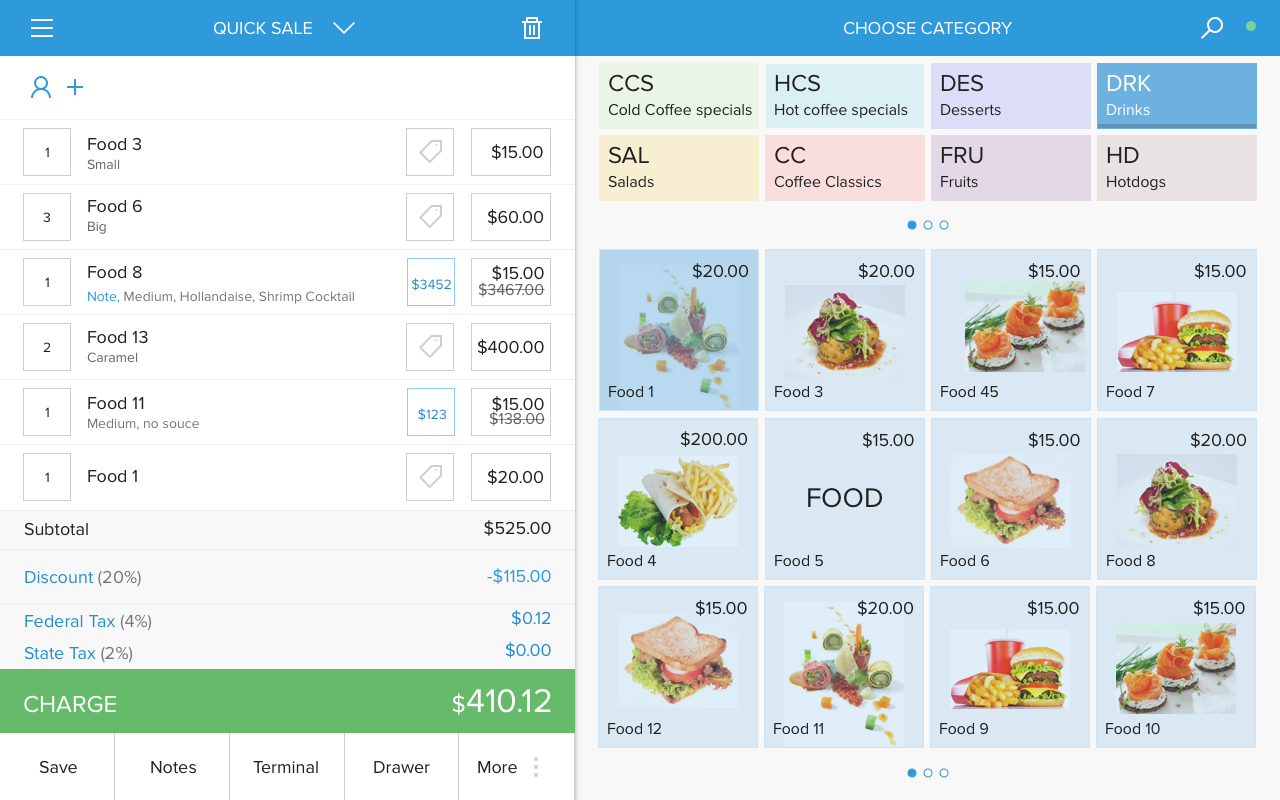 QUICK SALE
1
Food 3
Small
$15.00
3
Food 6
Big
$60.00
1
Food 8
Note, Medium, Hollandaise, Shrimp Cocktail
$3452
$15.00
$3467.00
2
Food 13
Caramel
$400.00
1
Food 11
Medium, no souce
$123
$15.00
$138.00
1
Food 1
$20.00
Subtotal
$525.00
Discount (20%)
-$115.00
Federal Tax (4%)
$0.12
State Tax (2%)
$0.00
CHARGE
$410.12
Save
Notes
Terminal
Drawer
More
CHOOSE CATEGORY
CCS
Cold Coffee specials
HCS
Hot coffee specials
DES
Desserts
DRK
Drinks
SAL
Salads
CC
Coffee Classics
FRU
Fruits
HD
Hotdogs
$20.00
Food 1
$20.00
Food 3
$15.00
Food 45
$15.00
Food 7
$200.00
Food 4
$15.00
FOOD
Food 5
$15.00
Food 6
$20.00
Food 8
$15.00
Food 12
$20.00
Food 11
$15.00
Food 9
$15.00
Food 10